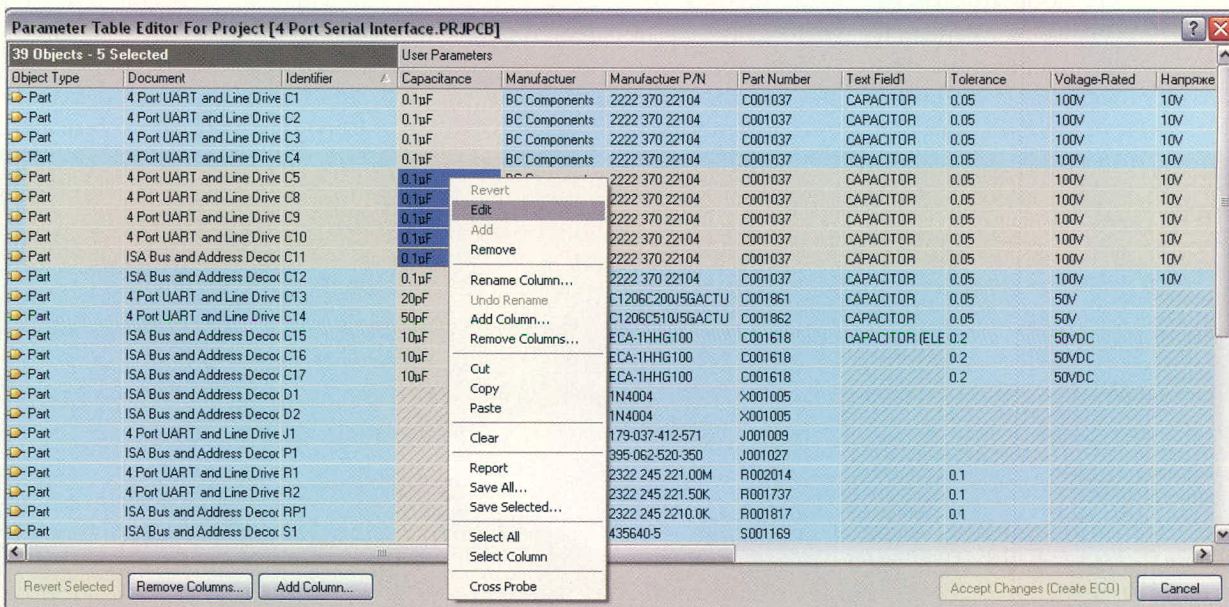 Parameter Table Editor For Project [4 Port Serial Interface.PRJPCB]
39 Objects - 5 Selected User Parameters
Object Type Document Identifier Capacitance Manufactuer Manufactuer P/N Part Number Text Field1 Tolerance Voltage-Rated Напряже
Part 4 Port UART and Line Drive C1 0.1µF BC Components 2222 370 22104 C001037 CAPACITOR 0.05 100V 10V
Part 4 Port UART and Line Drive C2 0.1µF BC Components 2222 370 22104 C001037 CAPACITOR 0.05 100V 10V
Part 4 Port UART and Line Drive C3 0.1µF BC Components 2222 370 22104 C001037 CAPACITOR 0.05 100V 10V
Part 4 Port UART and Line Drive C4 0.1µF BC Components 2222 370 22104 C001037 CAPACITOR 0.05 100V 10V
Part 4 Port UART and Line Drive C5 0.1µF 2222 370 22104 C001037 CAPACITOR 0.05 100V 10V
Part 4 Port UART and Line Drive C8 0.1µF 2222 370 22104 C001037 CAPACITOR 0.05 100V 10V
Part 4 Port UART and Line Drive C9 0.1µF 2222 370 22104 C001037 CAPACITOR 0.05 100V 10V
Part 4 Port UART and Line Drive C10 0.1µF 2222 370 22104 C001037 CAPACITOR 0.05 100V 10V
Part ISA Bus and Address Decoc C11 0.1µF 2222 370 22104 C001037 CAPACITOR 0.05 100V 10V
Part ISA Bus and Address Decoc C12 0.1µF 2222 370 22104 C001037 CAPACITOR 0.05 100V 10V
Part 4 Port UART and Line Drive C13 20pF C1206C200J5GACTU C001861 CAPACITOR 0.05 50V
Part 4 Port UART and Line Drive C14 50pF C1206C510J5GACTU C001862 CAPACITOR 0.05 50V
Part ISA Bus and Address Decoc C15 10µF ECA-1HHG100 C001618 CAPACITOR (ELE 0.2 50VDC
Part ISA Bus and Address Decoc C16 10µF ECA-1HHG100 C001618 0.2 50VDC
Part ISA Bus and Address Decoc C17 10µF ECA-1HHG100 C001618 0.2 50VDC
Part ISA Bus and Address Decoc D1 1N4004 X001005
Part ISA Bus and Address Decoc D2 1N4004 X001005
Part 4 Port UART and Line Drive J1 179-037-412-571 J001009
Part ISA Bus and Address Decoc P1 395-062-520-350 J001027
Part 4 Port UART and Line Drive R1 2322 245 221.00M R002014 0.1
Part 4 Port UART and Line Drive R2 2322 245 221.50K R001737 0.1
Part ISA Bus and Address Decoc RP1 2322 245 2210.0K R001817 0.1
Part ISA Bus and Address Decoc S1 435640-5 S001169
Revert
Edit
Add
Remove
Rename Column...
Undo Rename
Add Column...
Remove Columns...
Cut
Copy
Paste
Clear
Report
Save All...
Save Selected...
Select All
Select Column
Cross Probe
Revert Selected Remove Columns... Add Column... Accept Changes (Create ECO) Cancel